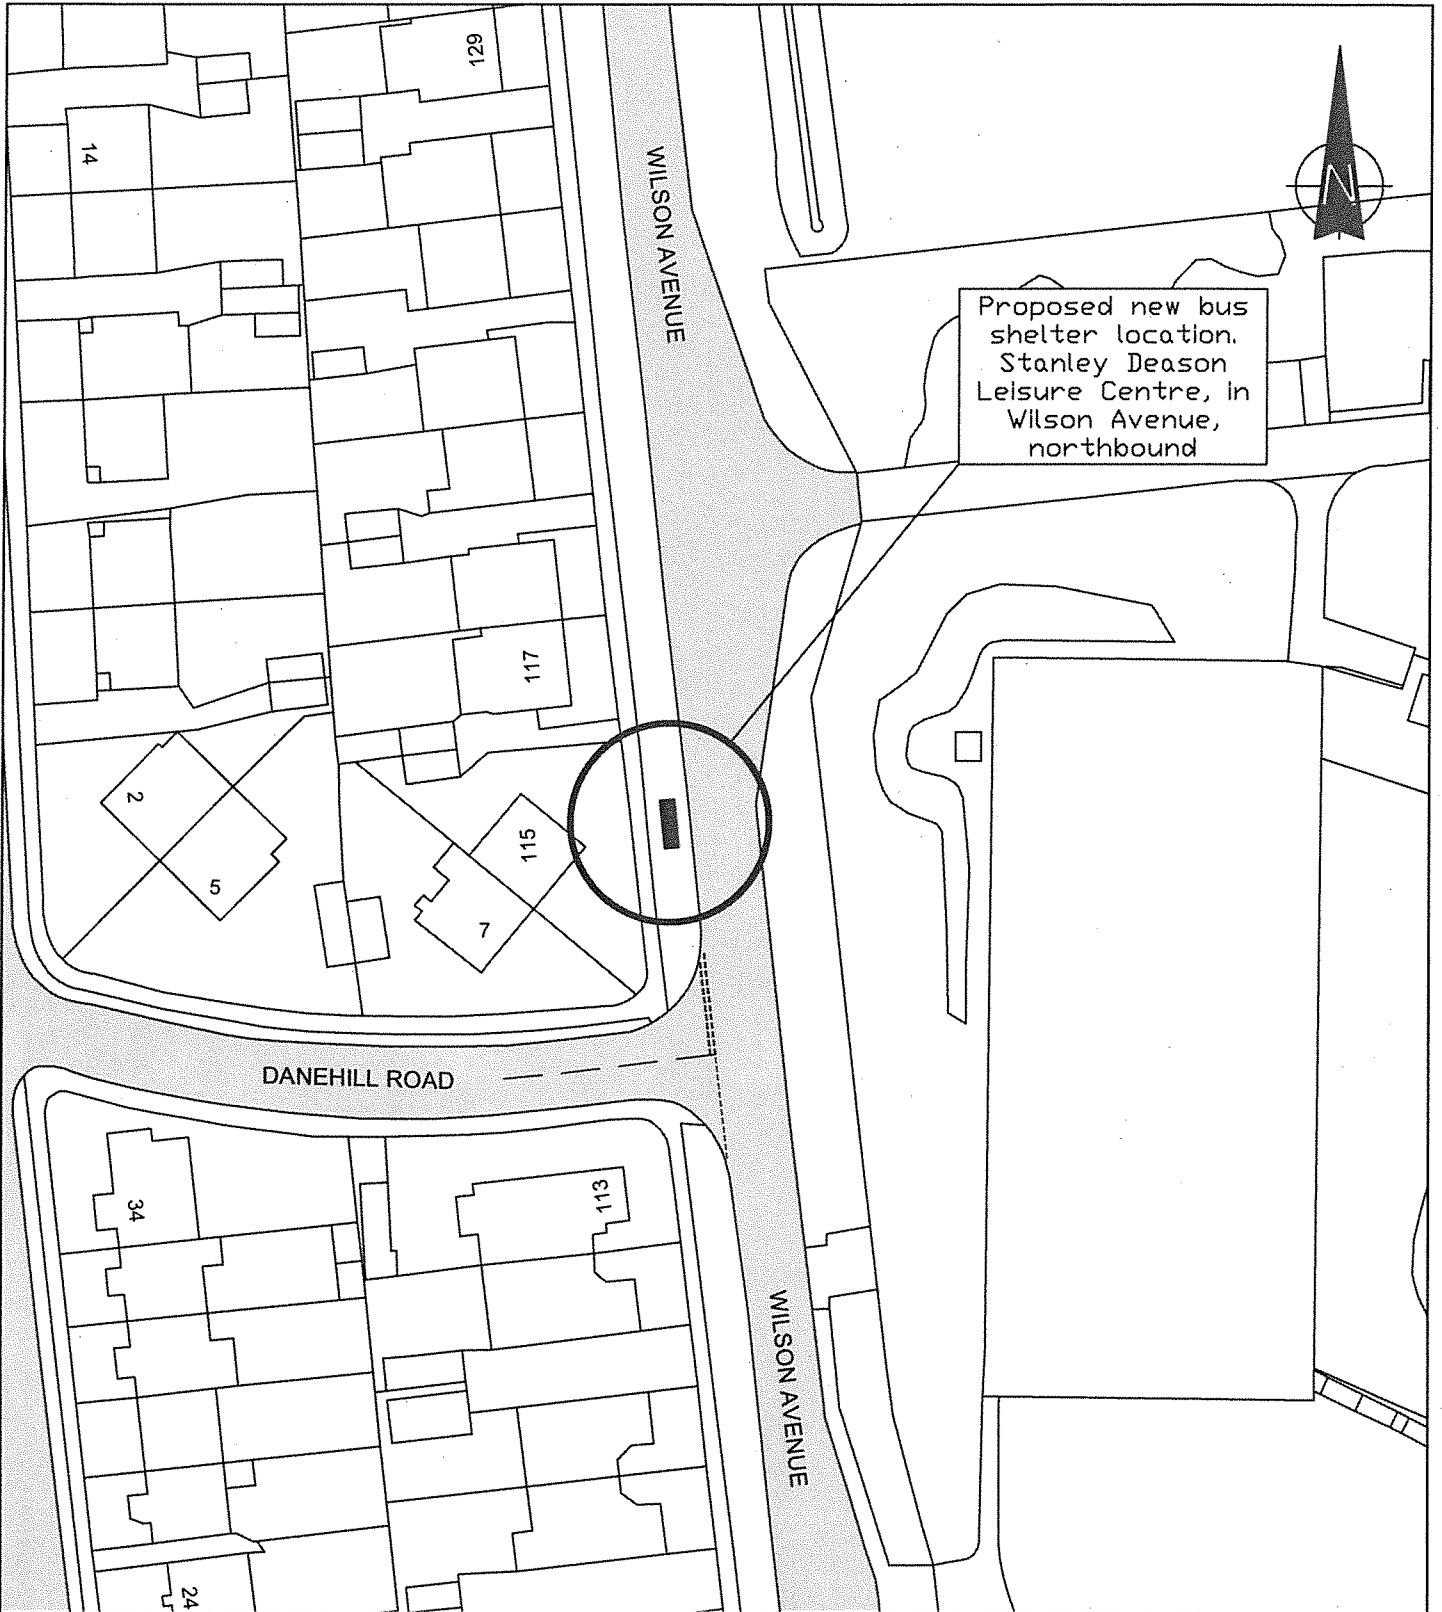 129
14
WILSON AVENUE
N
Proposed new bus
shelter location.
Stanley Deason
Leisure Centre, in
Wilson Avenue,
northbound
117
2
115
5
7
DANEHILL ROAD
34
113
WILSON AVENUE
24